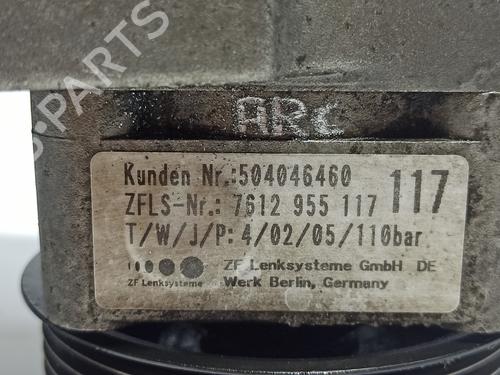 PARTS
ARC
Kunden Nr.:504046460
ZFLS-Nr.: 7612 955 117
117
T/W/J/P: 4/02/05/110bar
ZF Lenksysteme GmbH DE
ZF Lenksysteme
Werk Berlin, Germany